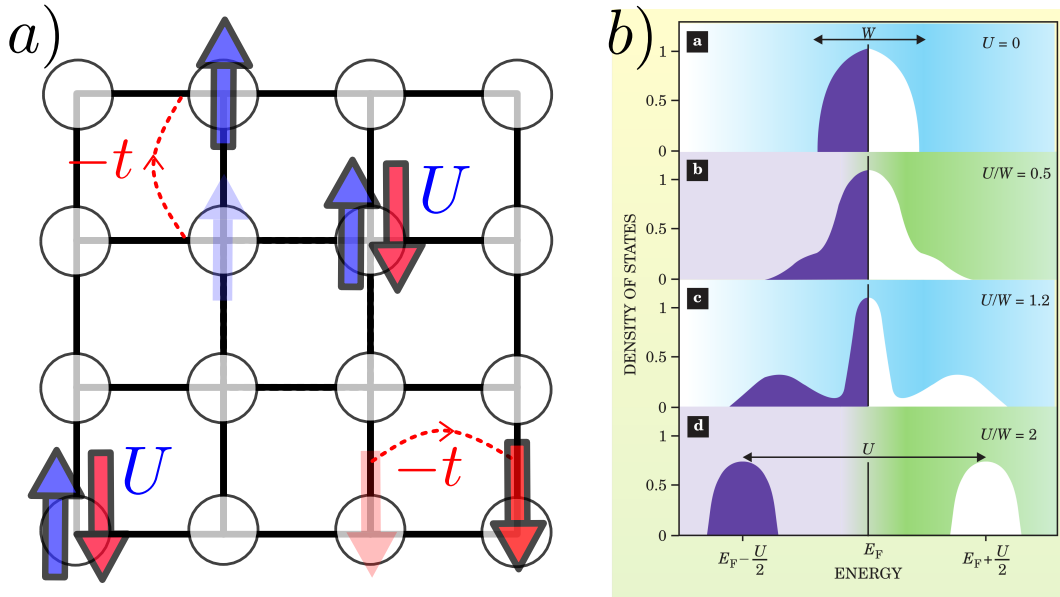 a)
−t
U
U
−t
b)
a
W
U = 0
1
0.5
0
b
U/W = 0.5
1
0.5
0
c
U/W = 1.2
1
0.5
0
d
U/W = 2
U
1
0.5
0
DENSITY OF STATES
E_F − U/2
E_F
E_F + U/2
ENERGY